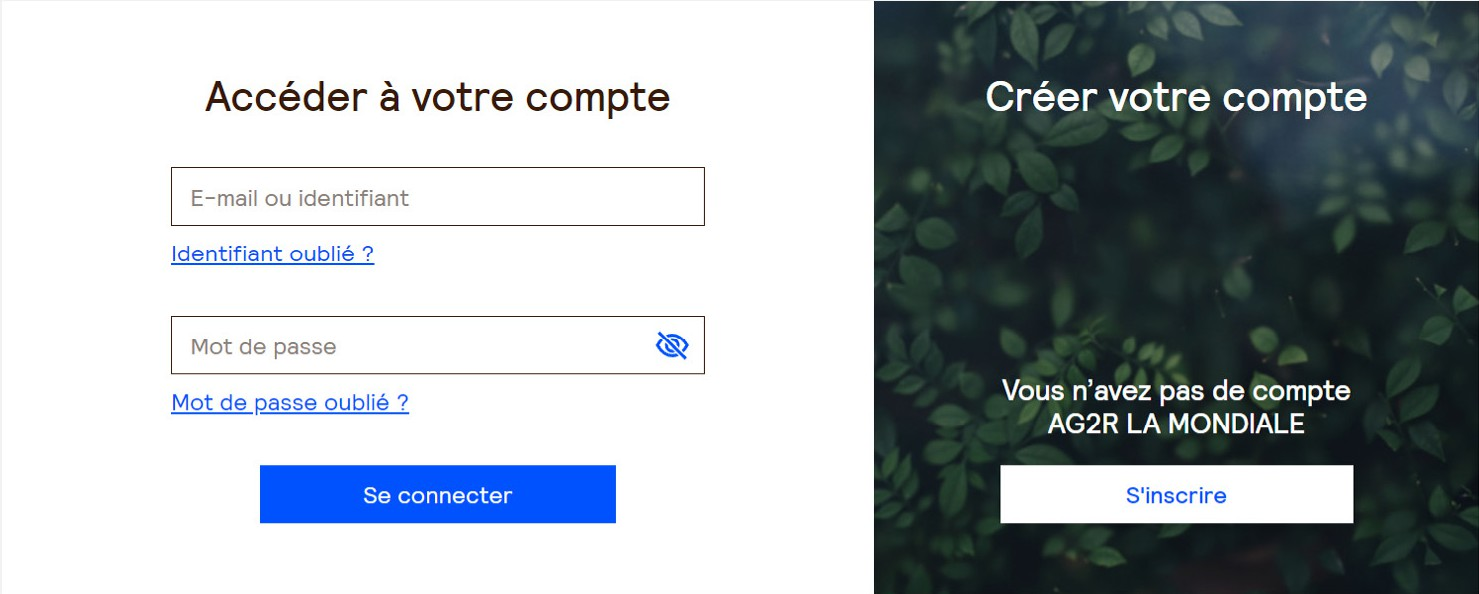 Accéder à votre compte
E-mail ou identifiant
Identifiant oublié ?
Mot de passe
Mot de passe oublié ?
Se connecter
Créer votre compte
Vous n’avez pas de compte
AG2R LA MONDIALE
S'inscrire